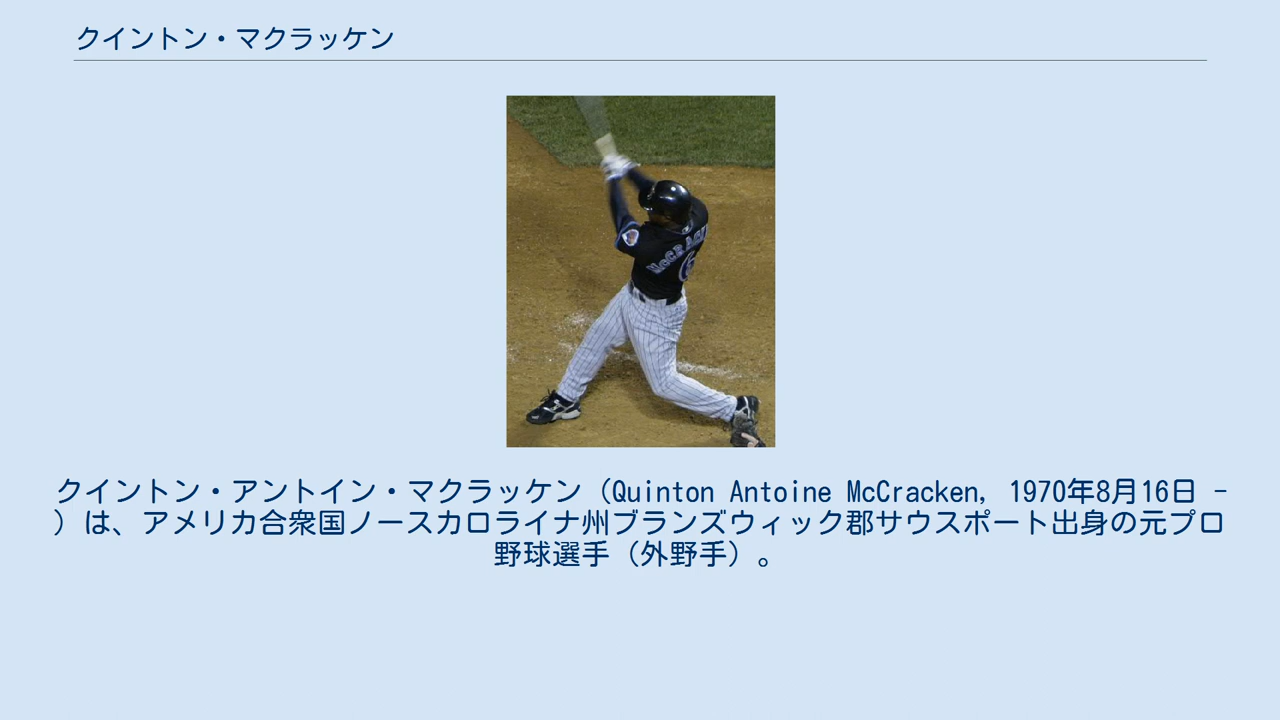 クイントン・マクラッケン
クイントン・アントイン・マクラッケン（Quinton Antoine McCracken, 1970年8月16日 -
）は、アメリカ合衆国ノースカロライナ州ブランズウィック郡サウスポート出身の元プロ
野球選手（外野手）。